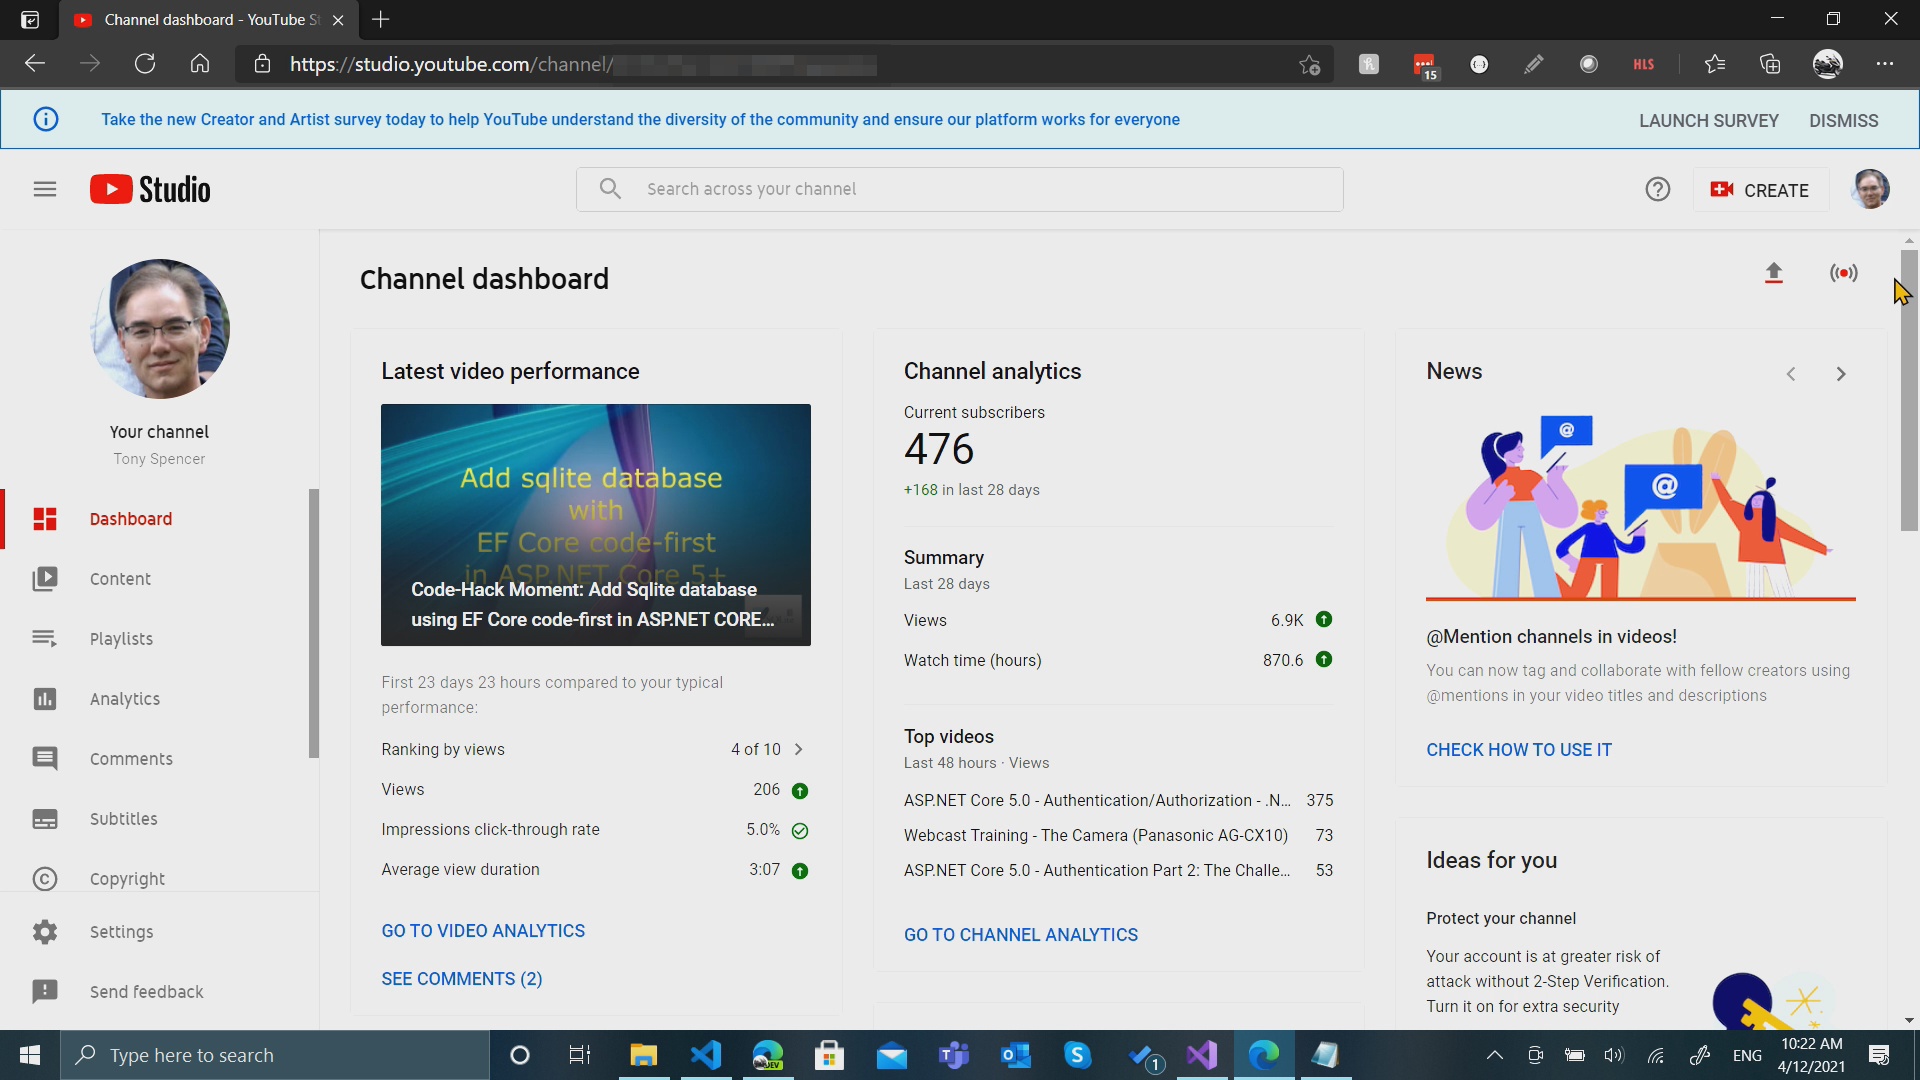 Channel dashboard - YouTube S
https://studio.youtube.com/channel/
15
HLS
Take the new Creator and Artist survey today to help YouTube understand the diversity of the community and ensure our platform works for everyone
LAUNCH SURVEY
DISMISS
Studio
Search across your channel
CREATE
Your channel
Tony Spencer
Dashboard
Content
Playlists
Analytics
Comments
Subtitles
Copyright
Settings
Send feedback
Channel dashboard
Latest video performance
Add sqlite database
with
EF Core code-first
in ASP.NET Core 5+
Code-Hack Moment: Add Sqlite database
using EF Core code-first in ASP.NET CORE...
First 23 days 23 hours compared to your typical
performance:
Ranking by views 4 of 10
Views 206
Impressions click-through rate 5.0%
Average view duration 3:07
GO TO VIDEO ANALYTICS
SEE COMMENTS (2)
Channel analytics
Current subscribers
476
+168 in last 28 days
Summary
Last 28 days
Views 6.9K
Watch time (hours) 870.6
Top videos
Last 48 hours · Views
ASP.NET Core 5.0 - Authentication/Authorization - .N... 375
Webcast Training - The Camera (Panasonic AG-CX10) 73
ASP.NET Core 5.0 - Authentication Part 2: The Challe... 53
GO TO CHANNEL ANALYTICS
News
@
@
@Mention channels in videos!
You can now tag and collaborate with fellow creators using
@mentions in your video titles and descriptions
CHECK HOW TO USE IT
Ideas for you
Protect your channel
Your account is at greater risk of
attack without 2-Step Verification.
Turn it on for extra security
Type here to search
DEV
1
ENG
10:22 AM
4/12/2021